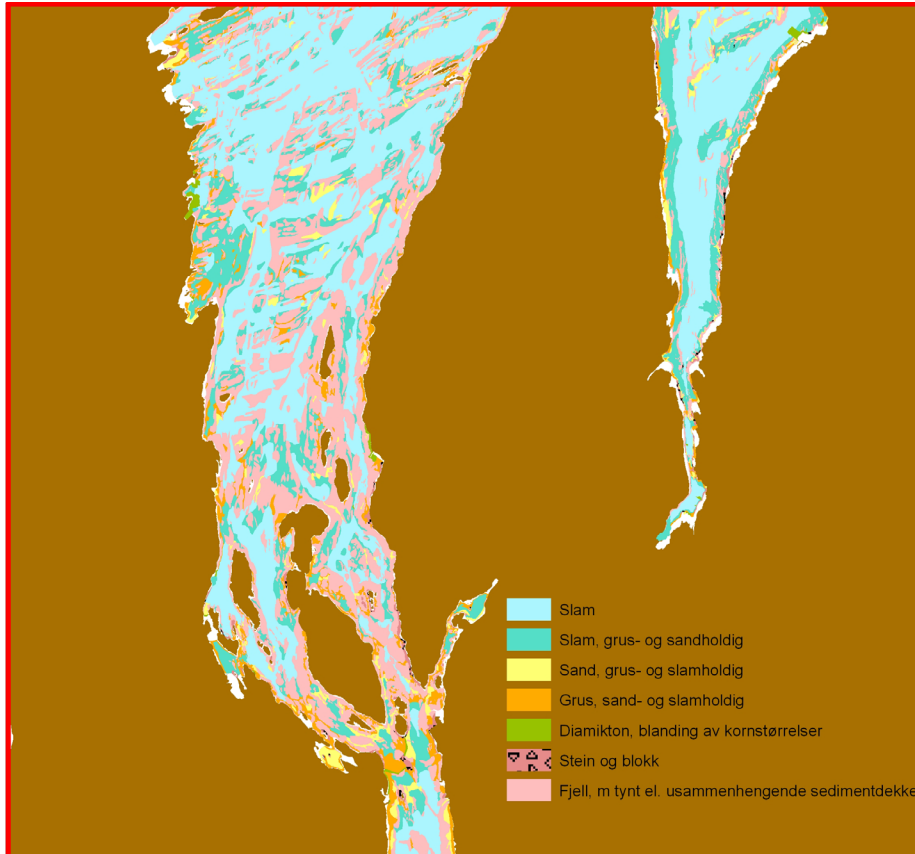 Slam
Slam, grus- og sandholdig
Sand, grus- og slamholdig
Grus, sand- og slamholdig
Diamikton, blanding av kornstørrelser
Stein og blokk
Fjell, m tynt el. usammenhengende sedimentdekke